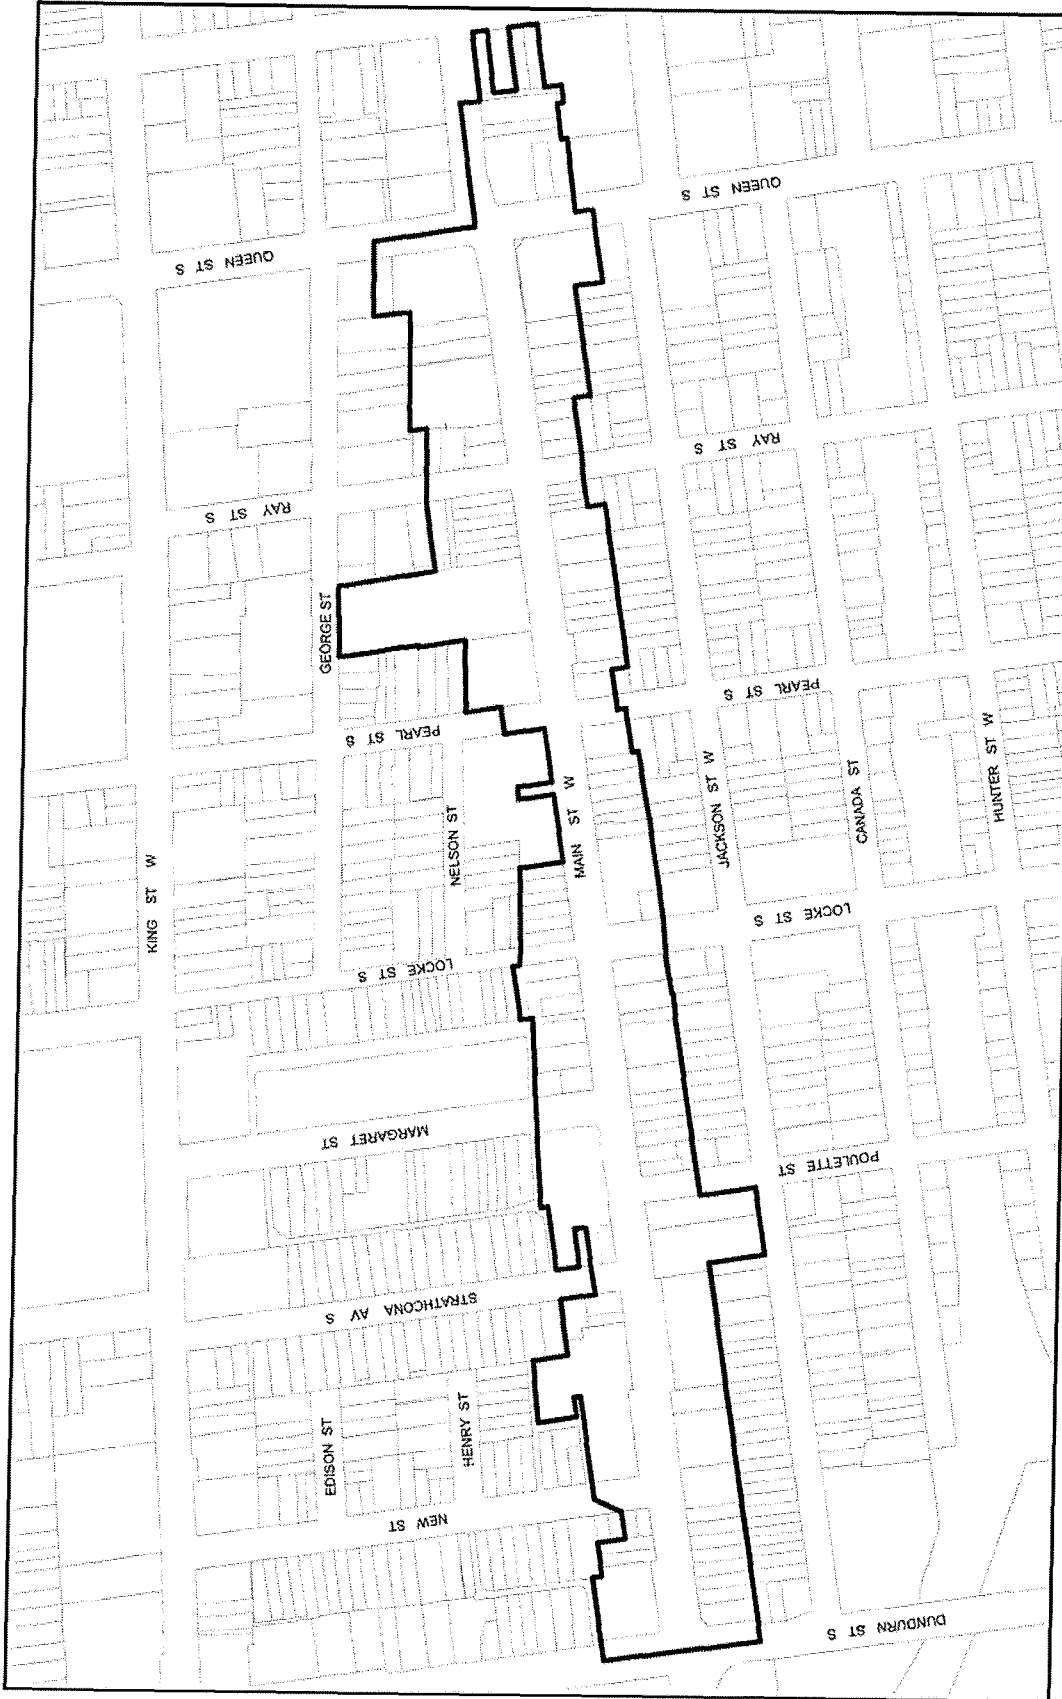 QUEEN ST S
QUEEN ST S
RAY ST S
RAY ST S
GEORGE ST
PEARL ST S
PEARL ST S
NELSON ST
MAIN ST W
JACKSON ST W
CANADA ST
HUNTER ST W
KING ST W
LOCKE ST S
LOCKE ST S
MARGARET ST
POULETTE ST
STRATHCONA AV S
EDISON ST
HENRY ST
NEW ST
DUNDURN ST S